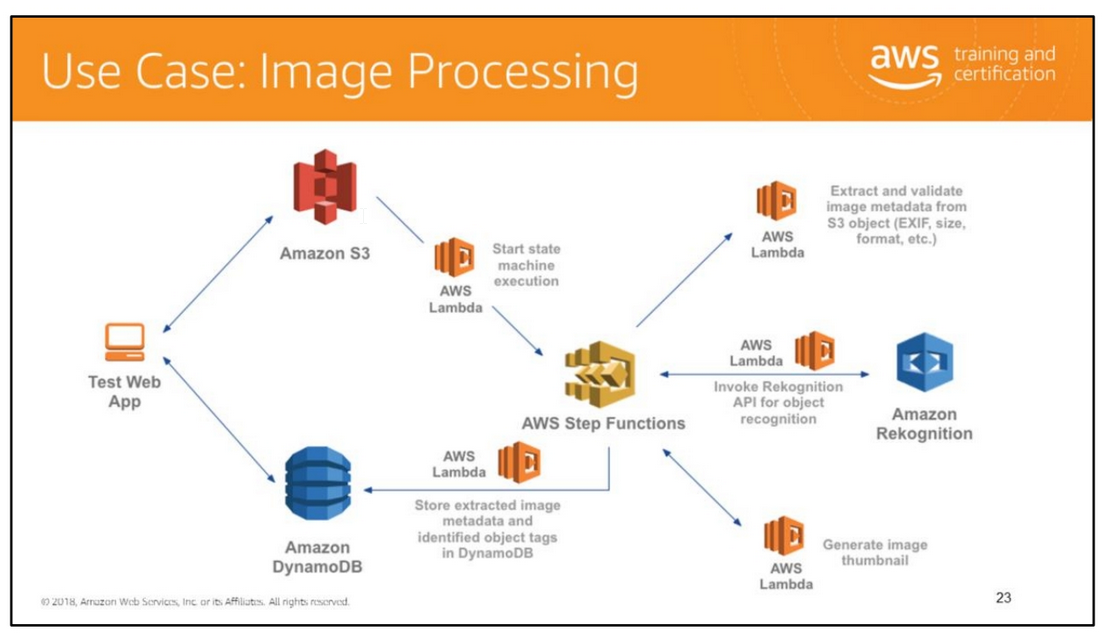 Use Case: Image Processing
aws training and
certification
Amazon S3
AWS
Lambda
Start state
machine
execution
AWS
Lambda
Extract and validate
image metadata from
S3 object (EXIF, size,
format, etc.)
Test Web
App
AWS Step Functions
AWS
Lambda
Invoke Rekognition
API for object
recognition
Amazon
Rekognition
AWS
Lambda
Store extracted image
metadata and
identified object tags
in DynamoDB
Amazon
DynamoDB
AWS
Lambda
Generate image
thumbnail
© 2018, Amazon Web Services, Inc. or its Affiliates. All rights reserved.
23